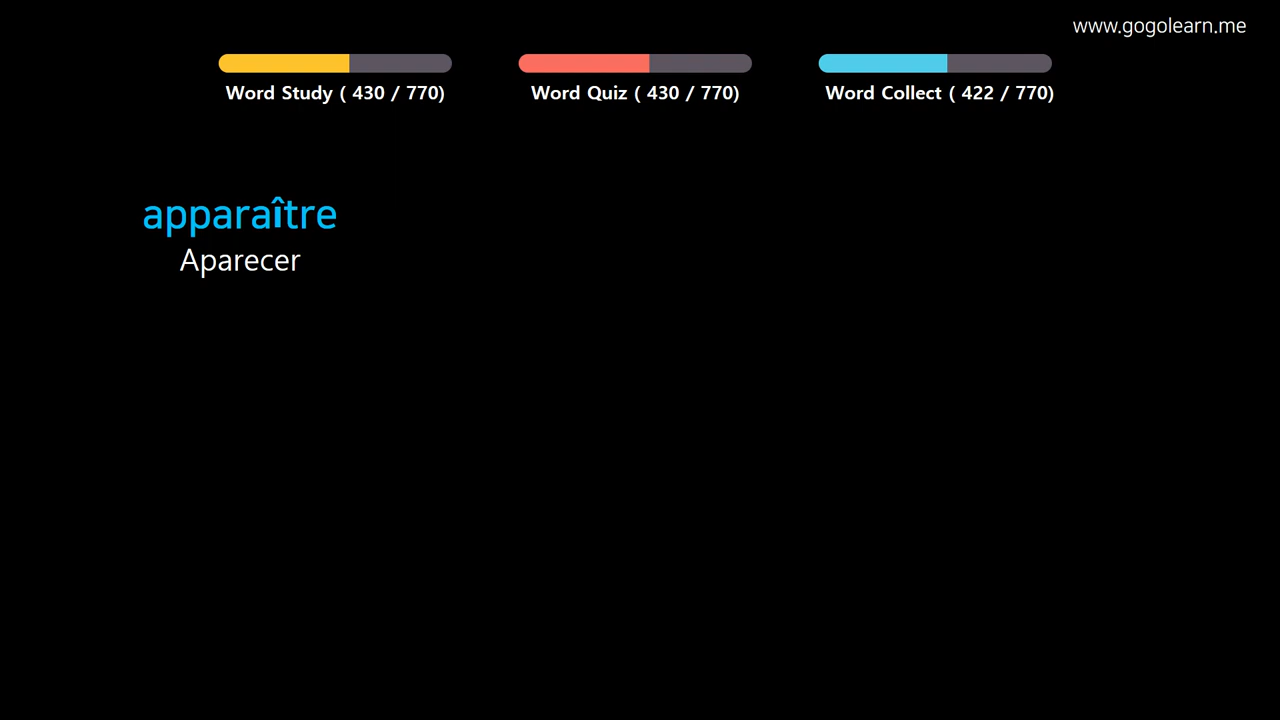 www.gogolearn.me
Word Study ( 430 / 770)
Word Quiz ( 430 / 770)
Word Collect ( 422 / 770)
apparaître
Aparecer